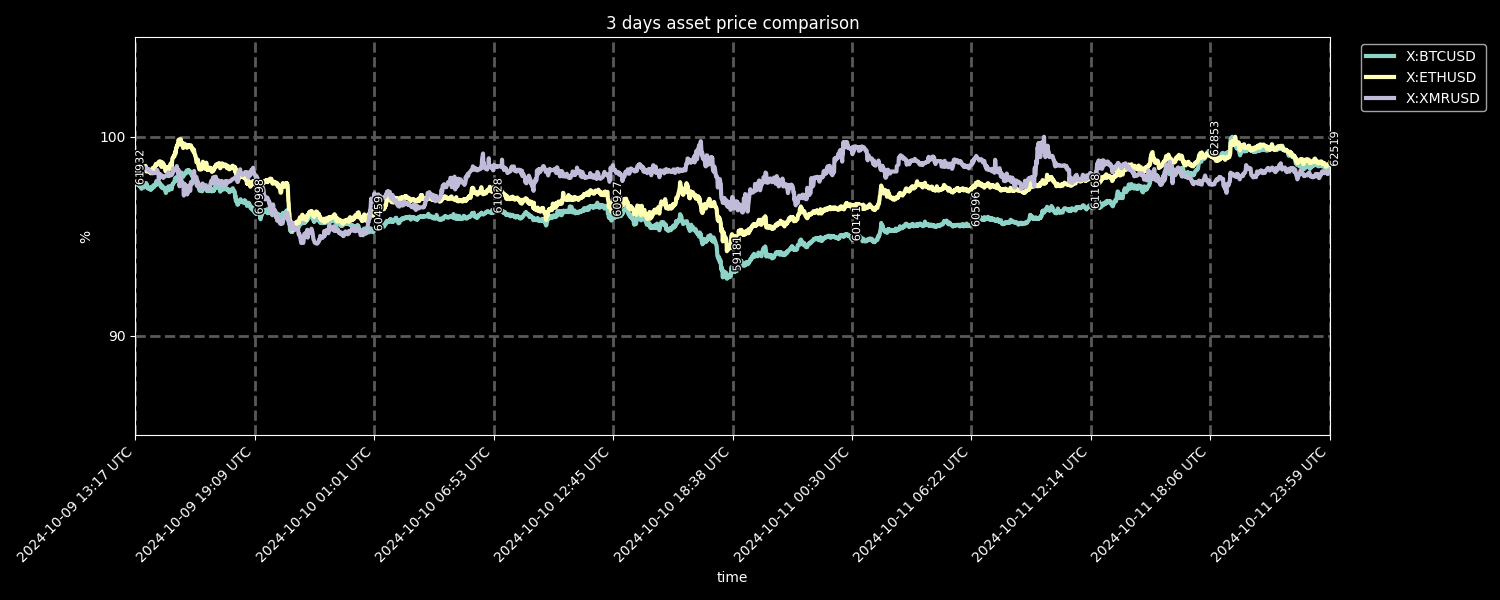 3 days asset price comparison
X:BTCUSD
X:ETHUSD
X:XMRUSD
%
100
90
61932
60998
60459
61028
60927
59181
60141
60596
61168
62853
62519
2024-10-09 13:17 UTC
2024-10-09 19:09 UTC
2024-10-10 01:01 UTC
2024-10-10 06:53 UTC
2024-10-10 12:45 UTC
2024-10-10 18:38 UTC
2024-10-11 00:30 UTC
2024-10-11 06:22 UTC
2024-10-11 12:14 UTC
2024-10-11 18:06 UTC
2024-10-11 23:59 UTC
time